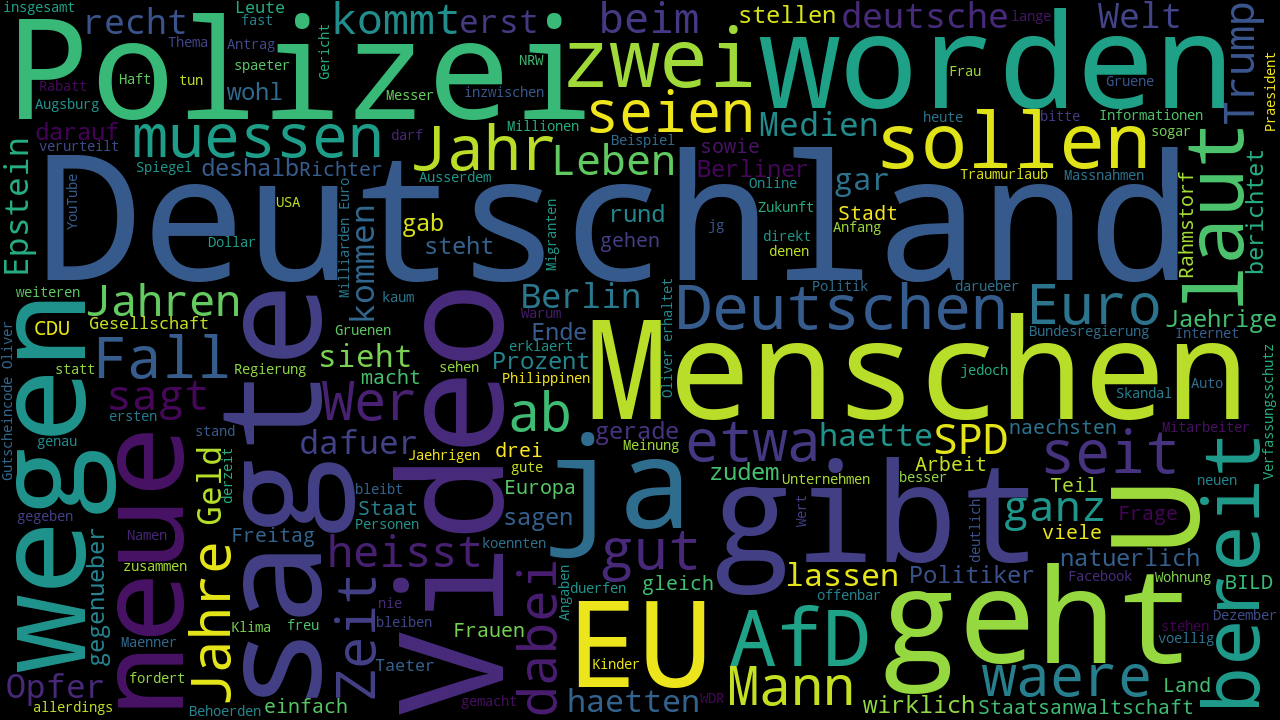 insgesamt
Polizei
recht
fast
Leute
Thema
Antrag
Gericht
kommt
erst
beim
zwei
stellen
deutsche
lange
worden
Welt
Trump
Praesident
Rabatt
Haft
tun
spaeter
wohl
Messer
inzwischen
NRW
Frau
Gruene
Augsburg
seien
Informationen
darauf
verurteilt
muessen
darf
Millionen
Beispiel
Medien
heute
bitte
sogar
sollen
laut
berichtet
Epstein
YouTube
Spiegel
deshalb
Richter
Jahr
Ausserdem
Leben
sowie
Berliner
Online
gar
Traumurlaub
Massnahmen
Rahmstorf
Deutschland
USA
Dollar
Milliarden Euro
kommen
gab
steht
Migranten
rund
gehen
jg
Zukunft
direkt
denen
Stadt
Anfang
weiteren
Jahren
kaum
Berlin
Oliver erhaltet
Politik
darueber
Deutschen
Euro
Jaehrige
CDU
Gesellschaft
Wegen
Gutscheincode Oliver
statt
Fall
Regierung
sagte
Gruenen
sieht
macht
Video
sehen
Warum
Ende
erklaert
Prozent
Philippinen
Menschen
Bundesregierung
Internet
jedoch
Skandal
Auto
Verfassungsschutz
sagt
ersten
neue
stand
genau
Geld
derzeit
Wer
dafuer
Jaehrigen
ab
drei
gute
gerade
Meinung
ja
etwa
haette
SPD
naechsten
Mitarbeiter
seit
bereit
zudem
Unternehmen
Arbeit
besser
gibt
Wert
deutlich
Teil
ganz
viele
Frage
u
neuen
gegeben
gegenueber
Namen
zusammen
Jahre
Freitag
bleibt
Staat
Personen
Europa
sagen
heisst
koennten
gut
gleich
lassen
offenbar
Politiker
natuerlich
Facebook
Wohnung
BILD
Maenner
Klima
freu
Zeit
nie
bleiben
Frauen
dabei
Angaben
duerfen
EU
Kinder
AfD
geht
Dezember
stehen
voellig
Opfer
fordert
allerdings
Behoerden
einfach
Taeter
gemacht
haetten
WDR
Mann
wirklich
waere
Staatsanwaltschaft
Land